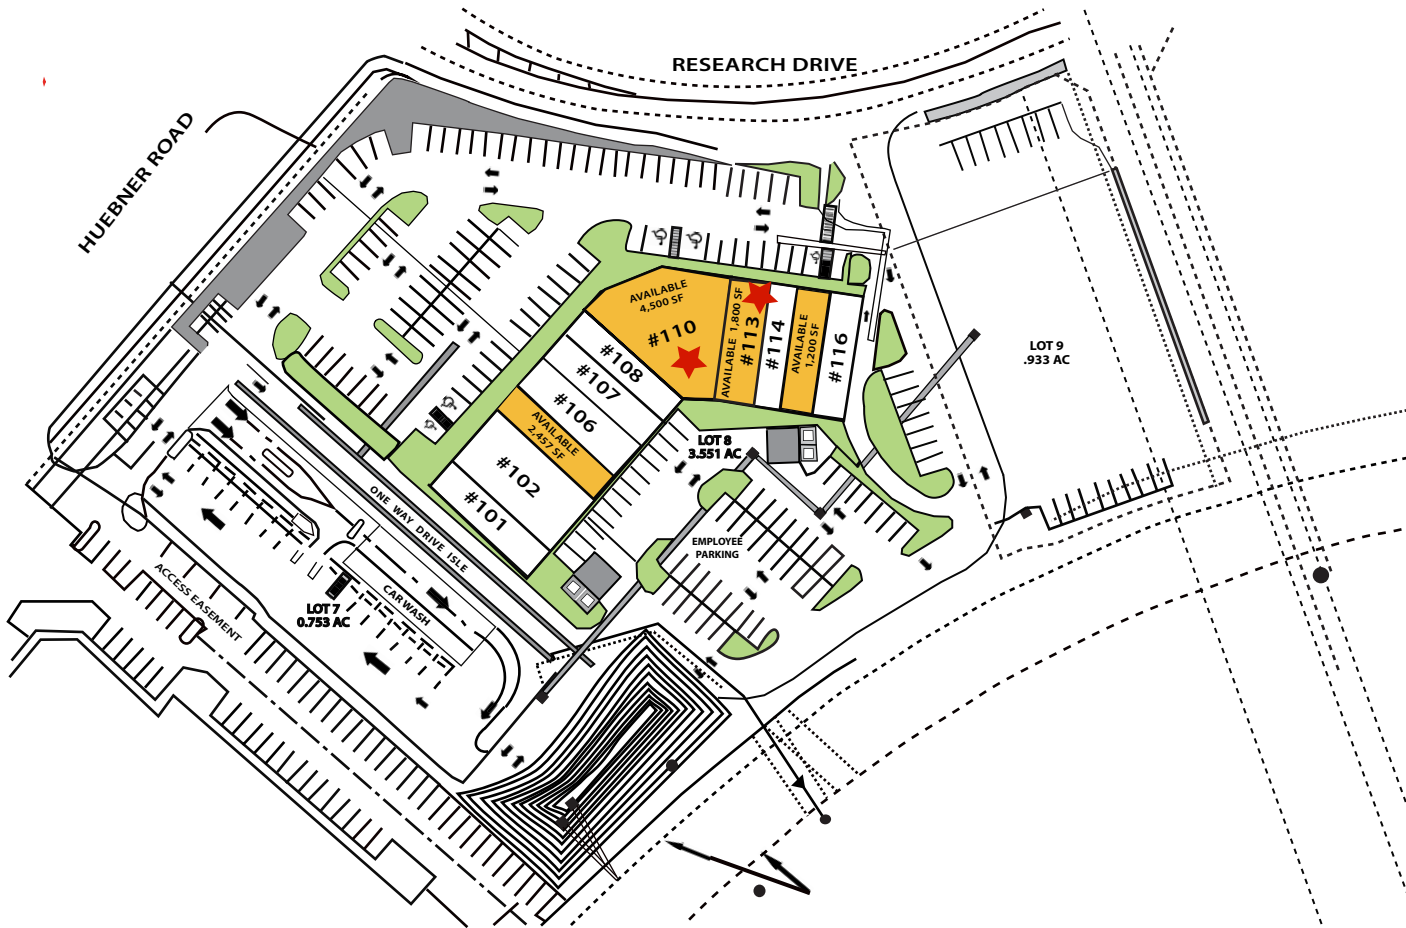 RESEARCH DRIVE
HUEBNER ROAD
AVAILABLE
4,500 SF
#110
AVAILABLE 1,800 SF
#113
#114
AVAILABLE
1,200 SF
#116
#108
#107
#106
AVAILABLE
2,457 SF
#102
#101
LOT 9
.933 AC
LOT 8
3.551 AC
EMPLOYEE
PARKING
ONE WAY DRIVE ISLE
CAR WASH
LOT 7
0.753 AC
ACCESS EASEMENT